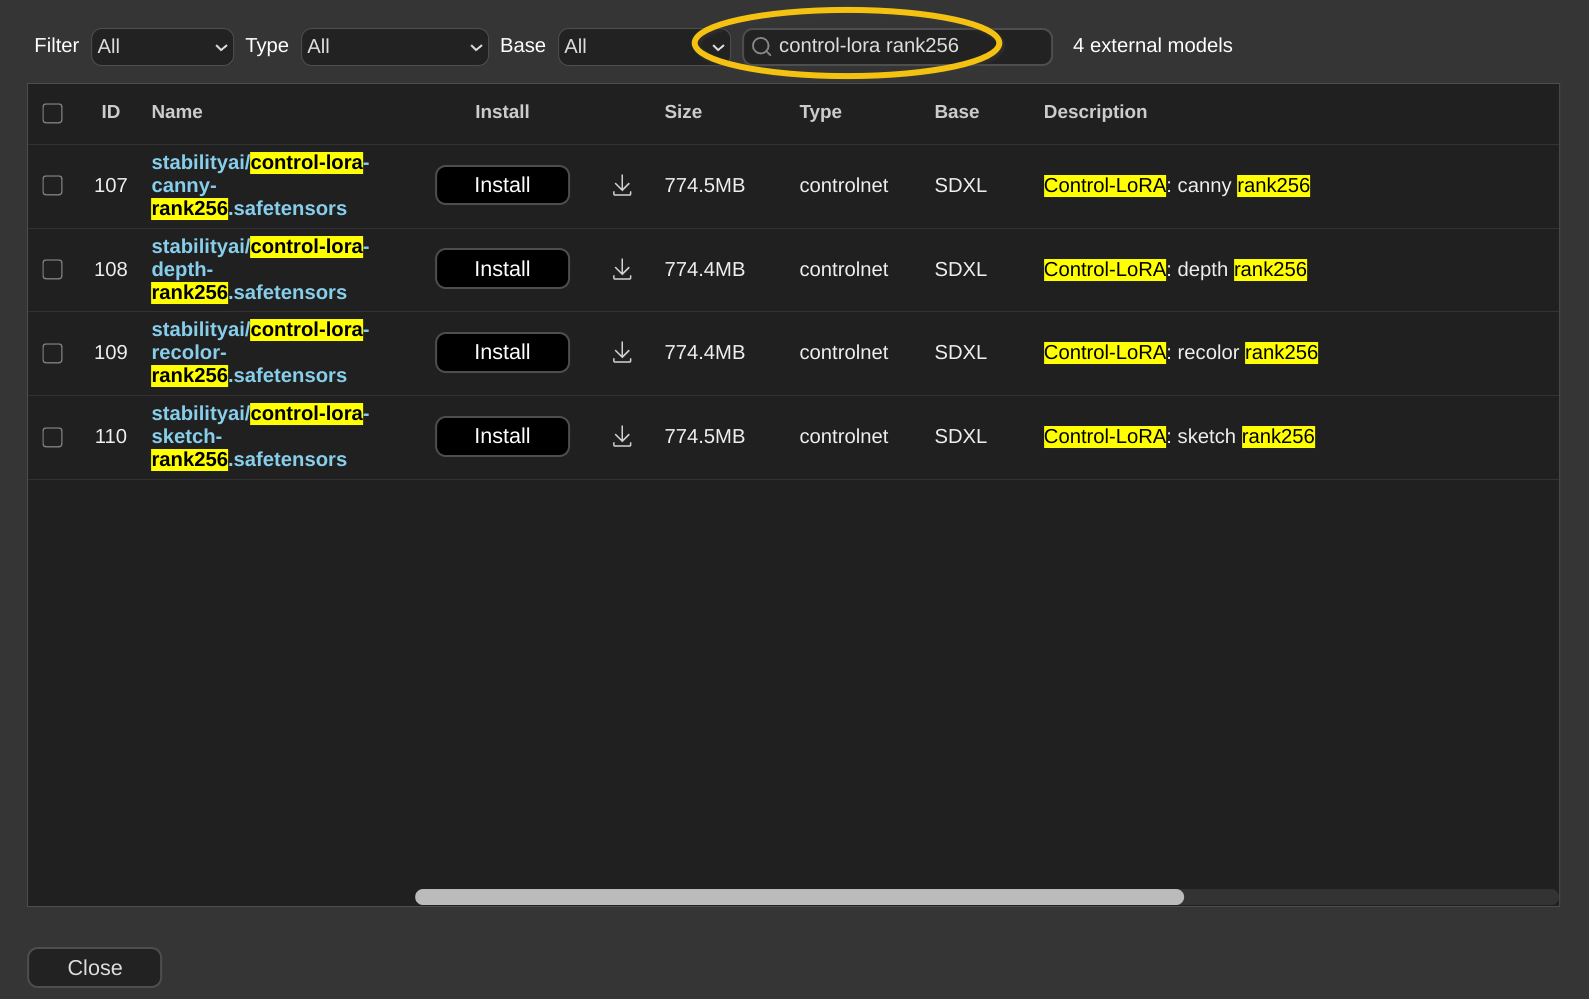 Filter All Type All Base All control-lora rank256 4 external models
ID Name Install Size Type Base Description
stabilityai/control-lora-
107 canny- Install 774.5MB controlnet SDXL Control-LoRA: canny rank256
rank256.safetensors
stabilityai/control-lora-
108 depth- Install 774.4MB controlnet SDXL Control-LoRA: depth rank256
rank256.safetensors
stabilityai/control-lora-
109 recolor- Install 774.4MB controlnet SDXL Control-LoRA: recolor rank256
rank256.safetensors
stabilityai/control-lora-
110 sketch- Install 774.5MB controlnet SDXL Control-LoRA: sketch rank256
rank256.safetensors
Close